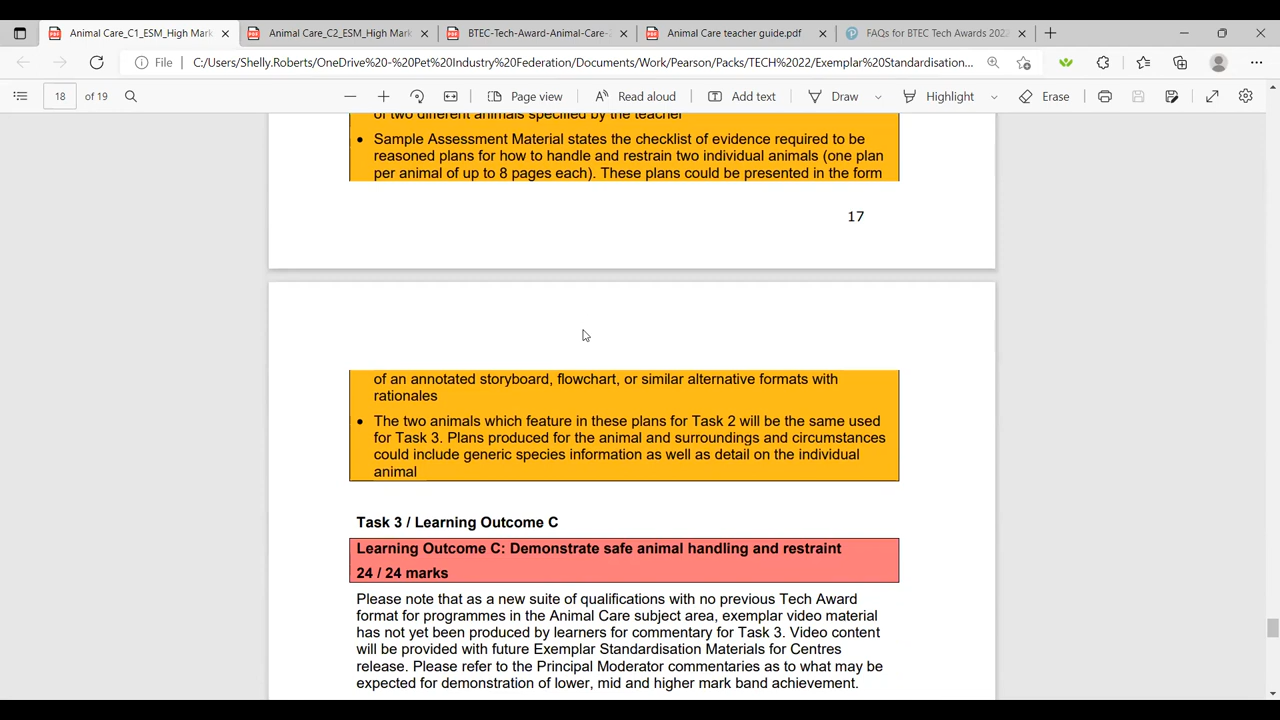 Animal Care_C1_ESM_High Mark
Animal Care_C2_ESM_High Mark
BTEC-Tech-Award-Animal-Care-
Animal Care teacher guide.pdf
FAQs for BTEC Tech Awards 202
File
C:/Users/Shelly.Roberts/OneDrive%20-%20Pet%20Industry%20Federation/Documents/Work/Pearson/Packs/TECH%2022/Exemplar%20Standardisation...
18 of 19
Page view
Read aloud
Add text
Draw
Highlight
Erase
of two different animals specified by the teacher
• Sample Assessment Material states the checklist of evidence required to be
reasoned plans for how to handle and restrain two individual animals (one plan
per animal of up to 8 pages each). These plans could be presented in the form
17
of an annotated storyboard, flowchart, or similar alternative formats with
rationales
• The two animals which feature in these plans for Task 2 will be the same used
for Task 3. Plans produced for the animal and surroundings and circumstances
could include generic species information as well as detail on the individual
animal
Task 3 / Learning Outcome C
Learning Outcome C: Demonstrate safe animal handling and restraint
24 / 24 marks
Please note that as a new suite of qualifications with no previous Tech Award
format for programmes in the Animal Care subject area, exemplar video material
has not yet been produced by learners for commentary for Task 3. Video content
will be provided with future Exemplar Standardisation Materials for Centres
release. Please refer to the Principal Moderator commentaries as to what may be
expected for demonstration of lower, mid and higher mark band achievement.